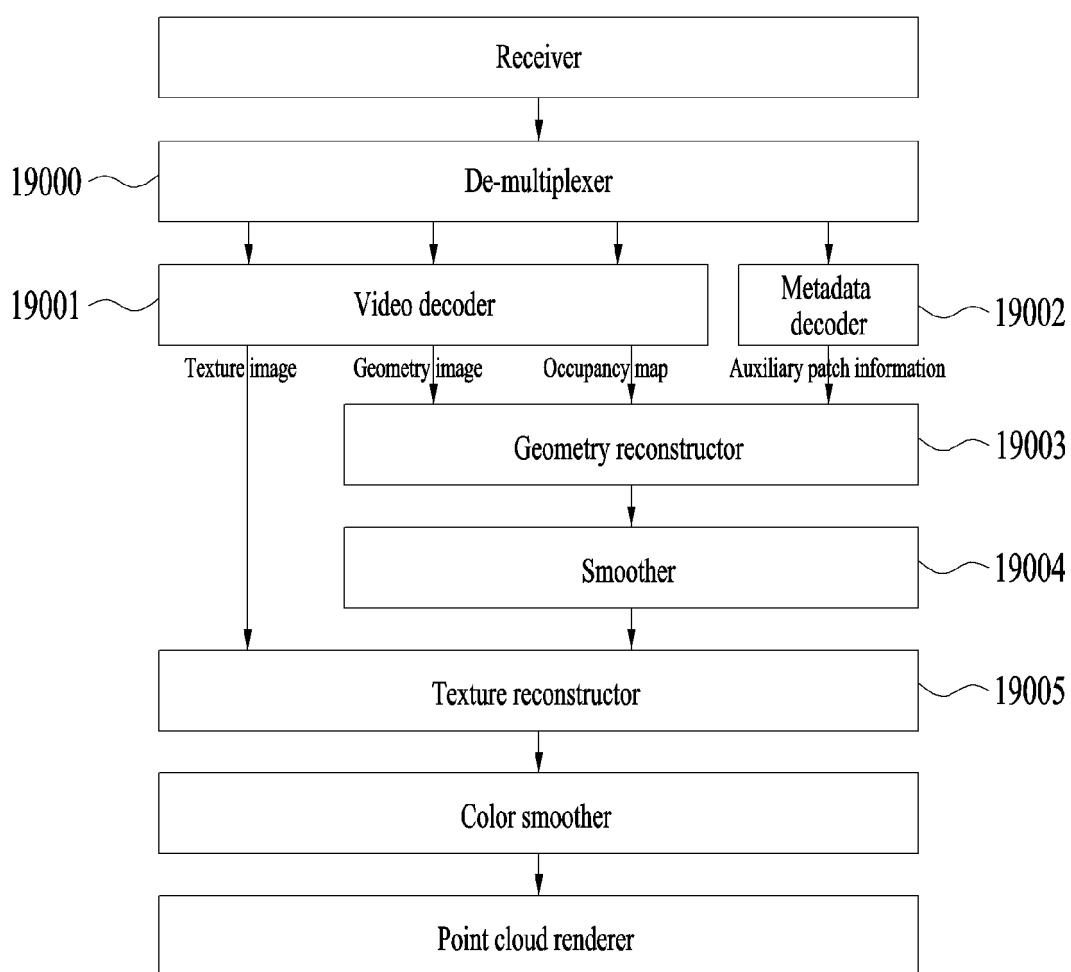 Receiver
19000
De-multiplexer
19001
Video decoder
Metadata
decoder
19002
Texture image
Geometry image
Occupancy map
Auxiliary patch information
Geometry reconstructor
19003
Smoother
19004
Texture reconstructor
19005
Color smoother
Point cloud renderer